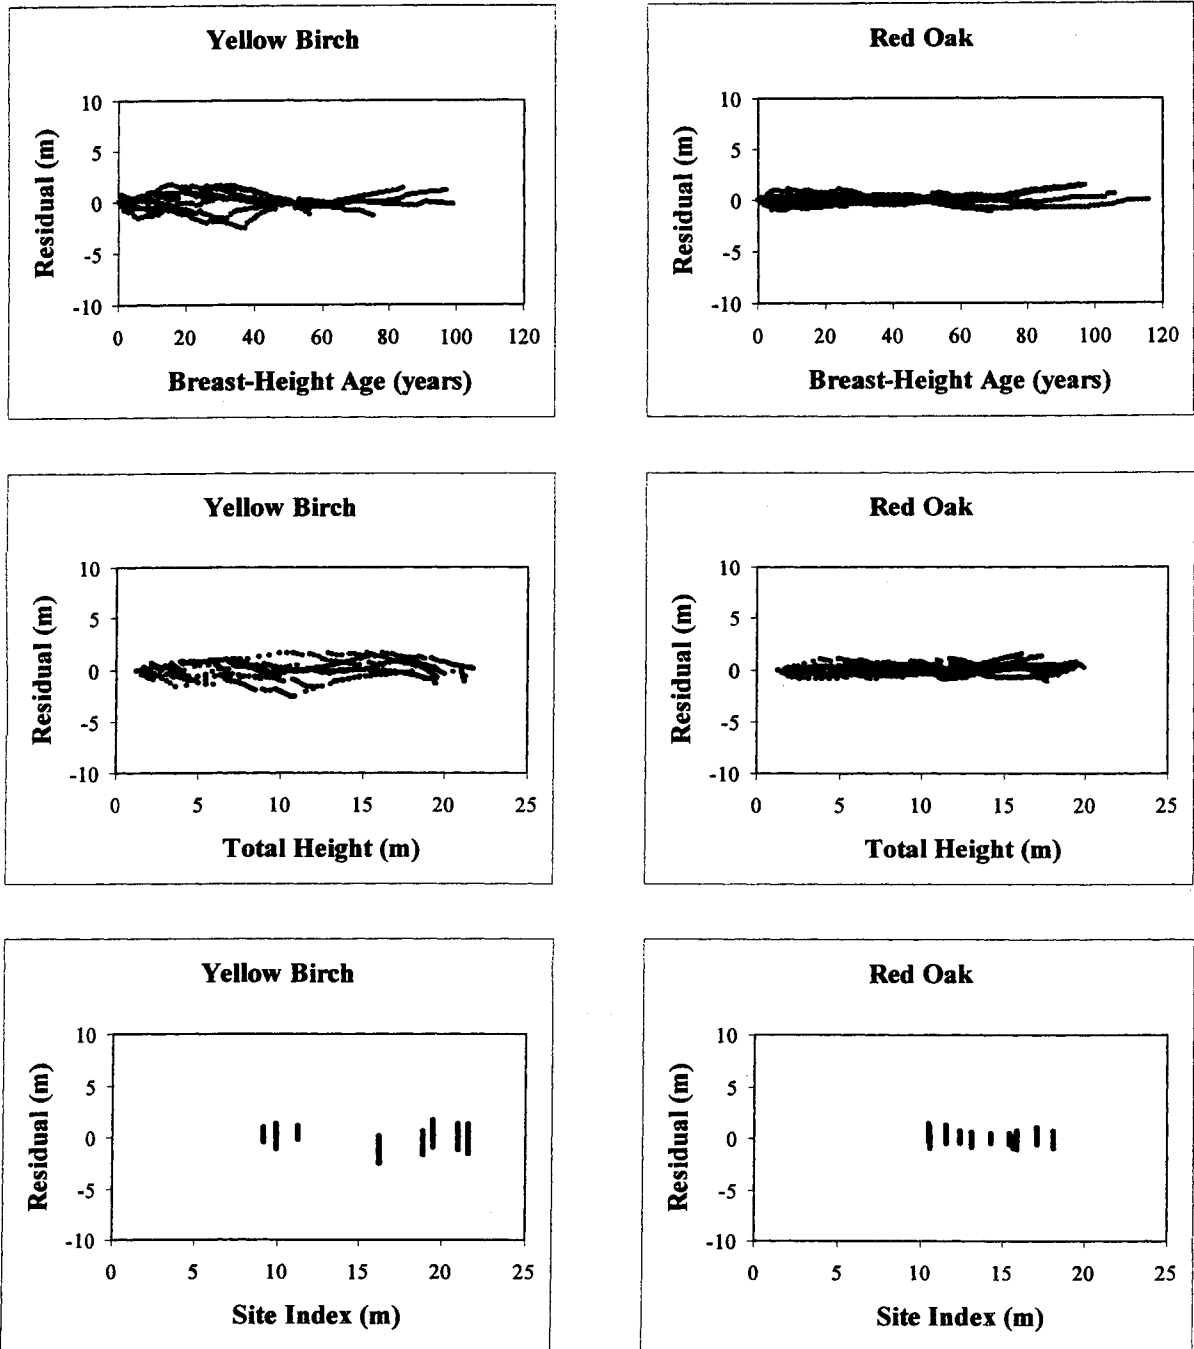 Yellow Birch
10
5
0
-5
-10
Residual (m)
0 20 40 60 80 100 120
Breast-Height Age (years)
Red Oak
10
5
0
-5
-10
Residual (m)
0 20 40 60 80 100 120
Breast-Height Age (years)
Yellow Birch
10
5
0
-5
-10
Residual (m)
0 5 10 15 20 25
Total Height (m)
Red Oak
10
5
0
-5
-10
Residual (m)
0 5 10 15 20 25
Total Height (m)
Yellow Birch
10
5
0
-5
-10
Residual (m)
0 5 10 15 20 25
Site Index (m)
Red Oak
10
5
0
-5
-10
Residual (m)
0 5 10 15 20 25
Site Index (m)